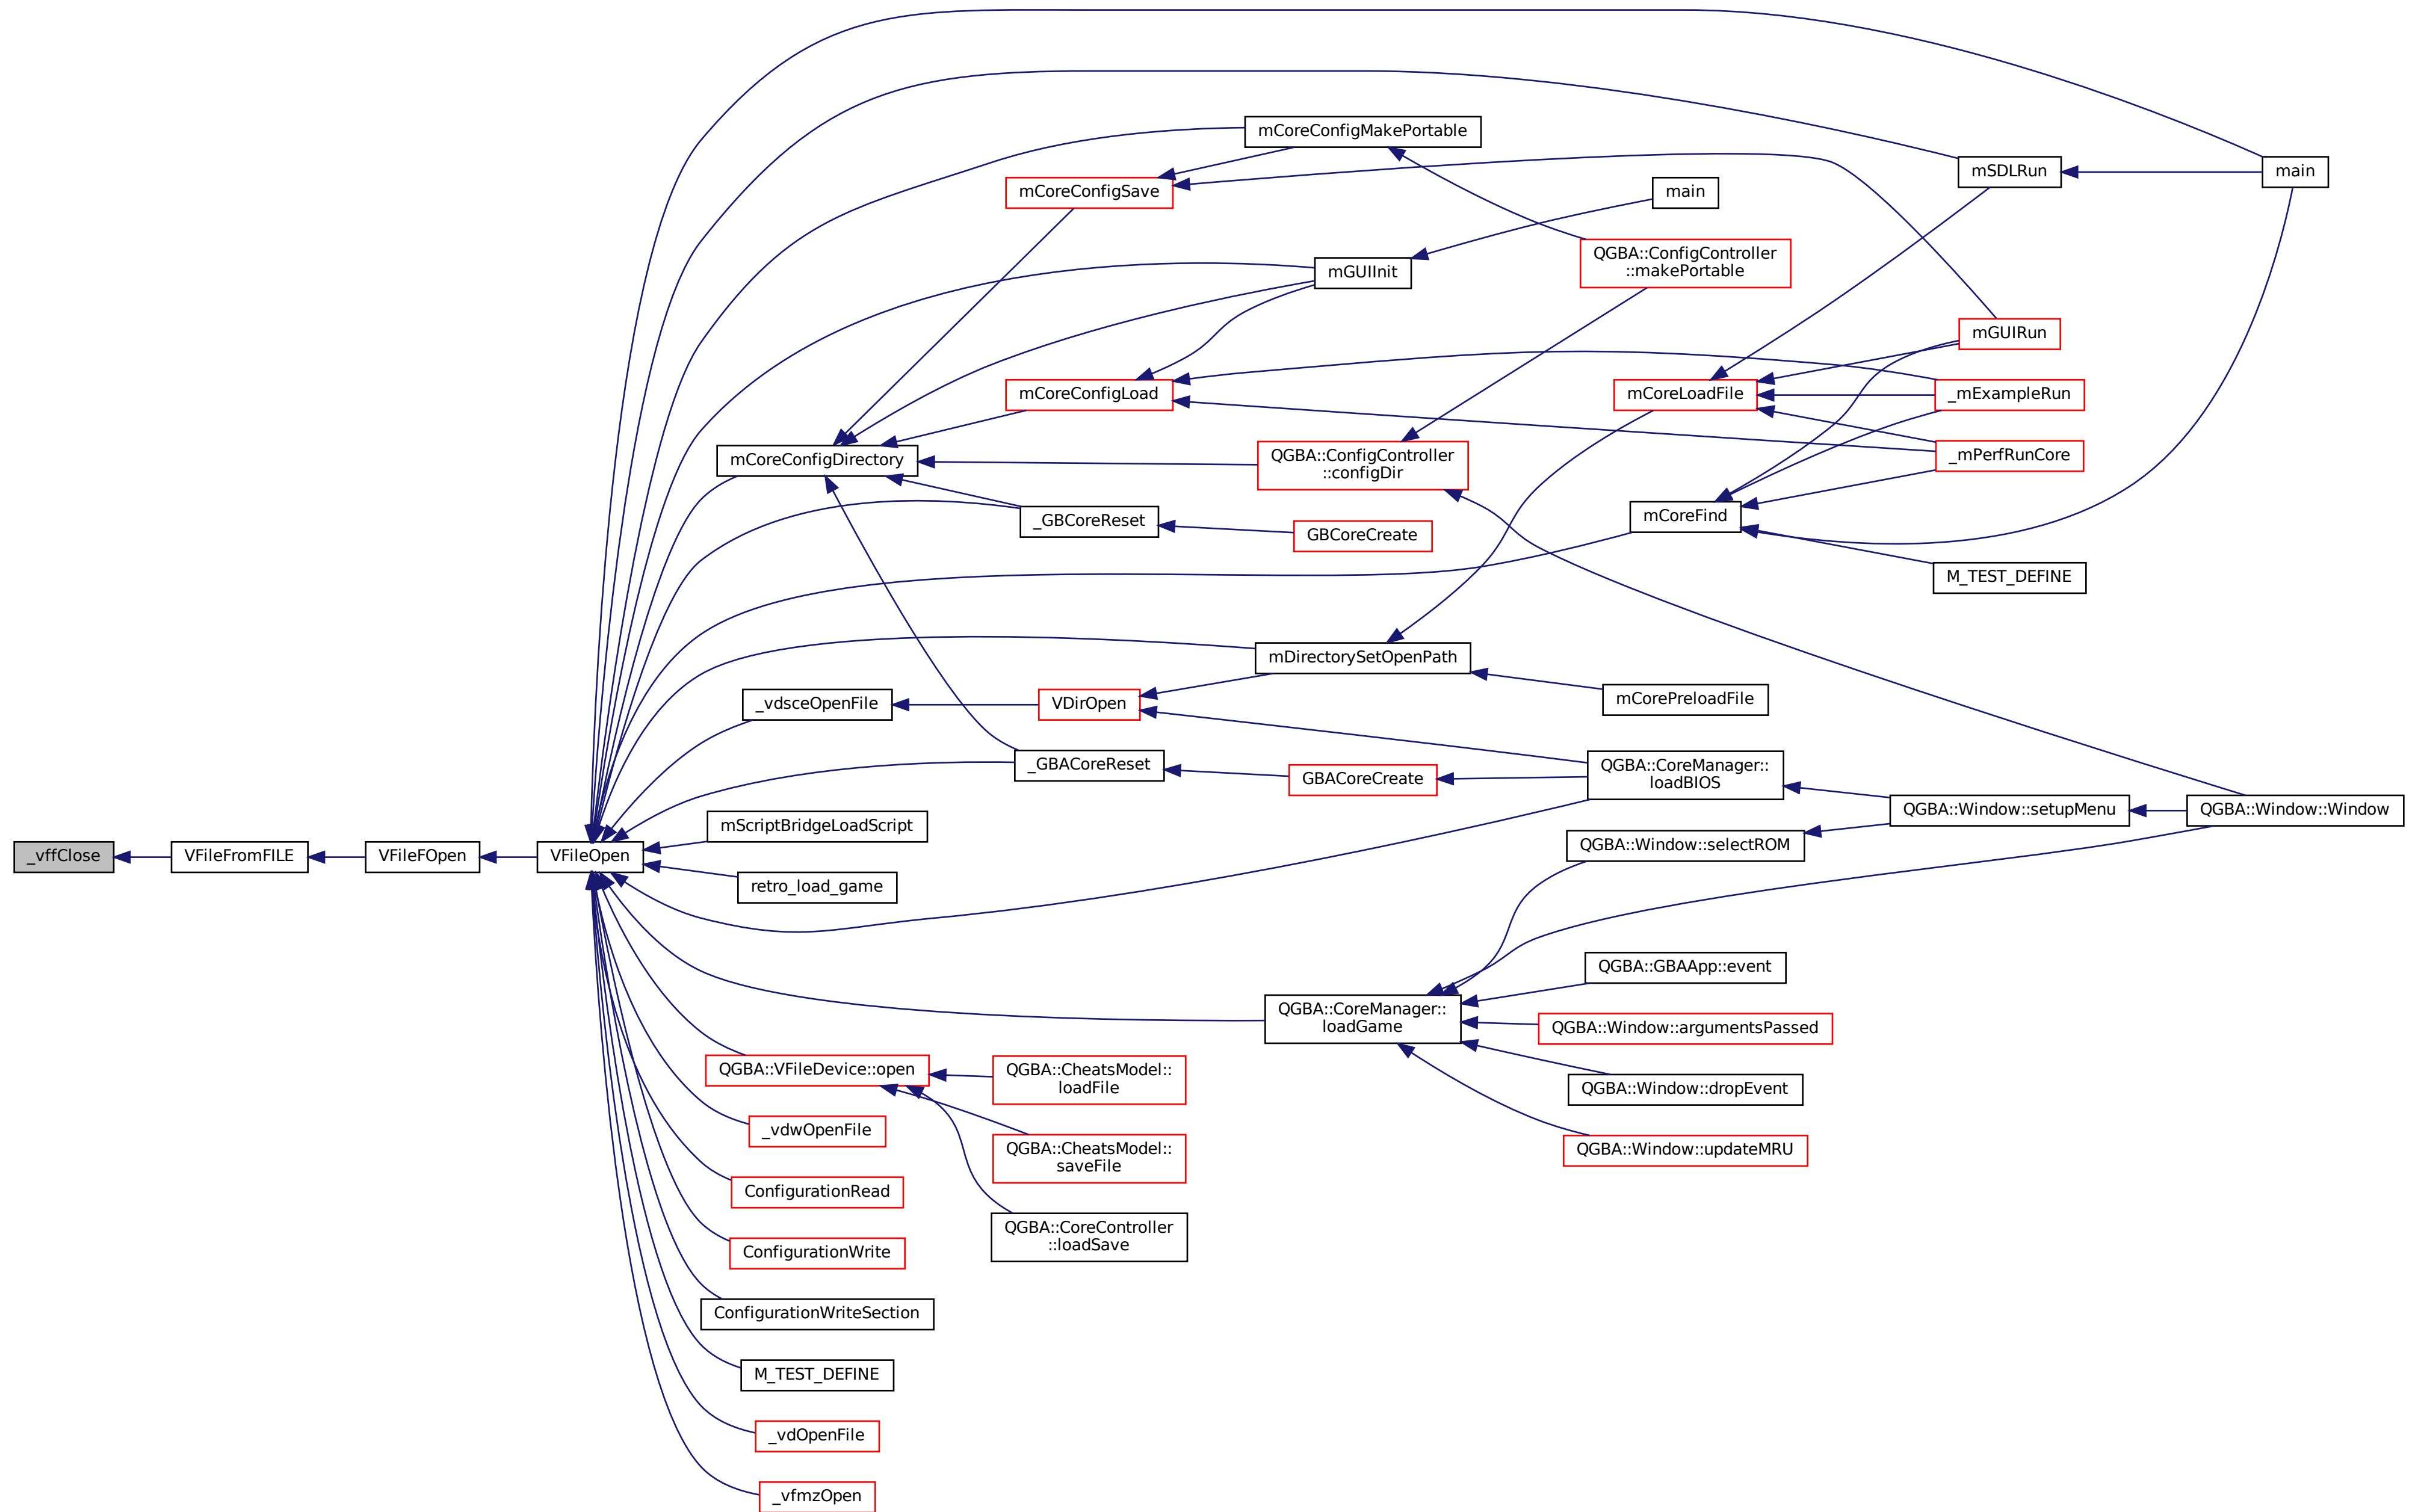 mCoreConfigMakePortable
mSDLRun
main
mCoreConfigSave
main
QGBA::ConfigController
::makePortable
mGUIInit
mGUIRun
mCoreConfigLoad
mCoreLoadFile
_mExampleRun
mCoreConfigDirectory
QGBA::ConfigController
::configDir
_mPerfRunCore
_GBCoreReset
GBCoreCreate
mCoreFind
M_TEST_DEFINE
mDirectorySetOpenPath
_vdsceOpenFile
VDirOpen
mCorePreloadFile
_GBACoreReset
GBACoreCreate
QGBA::CoreManager::
loadBIOS
QGBA::Window::setupMenu
QGBA::Window::Window
mScriptBridgeLoadScript
QGBA::Window::selectROM
_vffClose
VFileFromFILE
VFileFOpen
VFileOpen
retro_load_game
QGBA::GBAApp::event
QGBA::CoreManager::
loadGame
QGBA::Window::argumentsPassed
QGBA::VFileDevice::open
QGBA::CheatsModel::
loadFile
QGBA::Window::dropEvent
_vdwOpenFile
QGBA::CheatsModel::
saveFile
QGBA::Window::updateMRU
ConfigurationRead
QGBA::CoreController
::loadSave
ConfigurationWrite
ConfigurationWriteSection
M_TEST_DEFINE
_vdOpenFile
_vfmzOpen